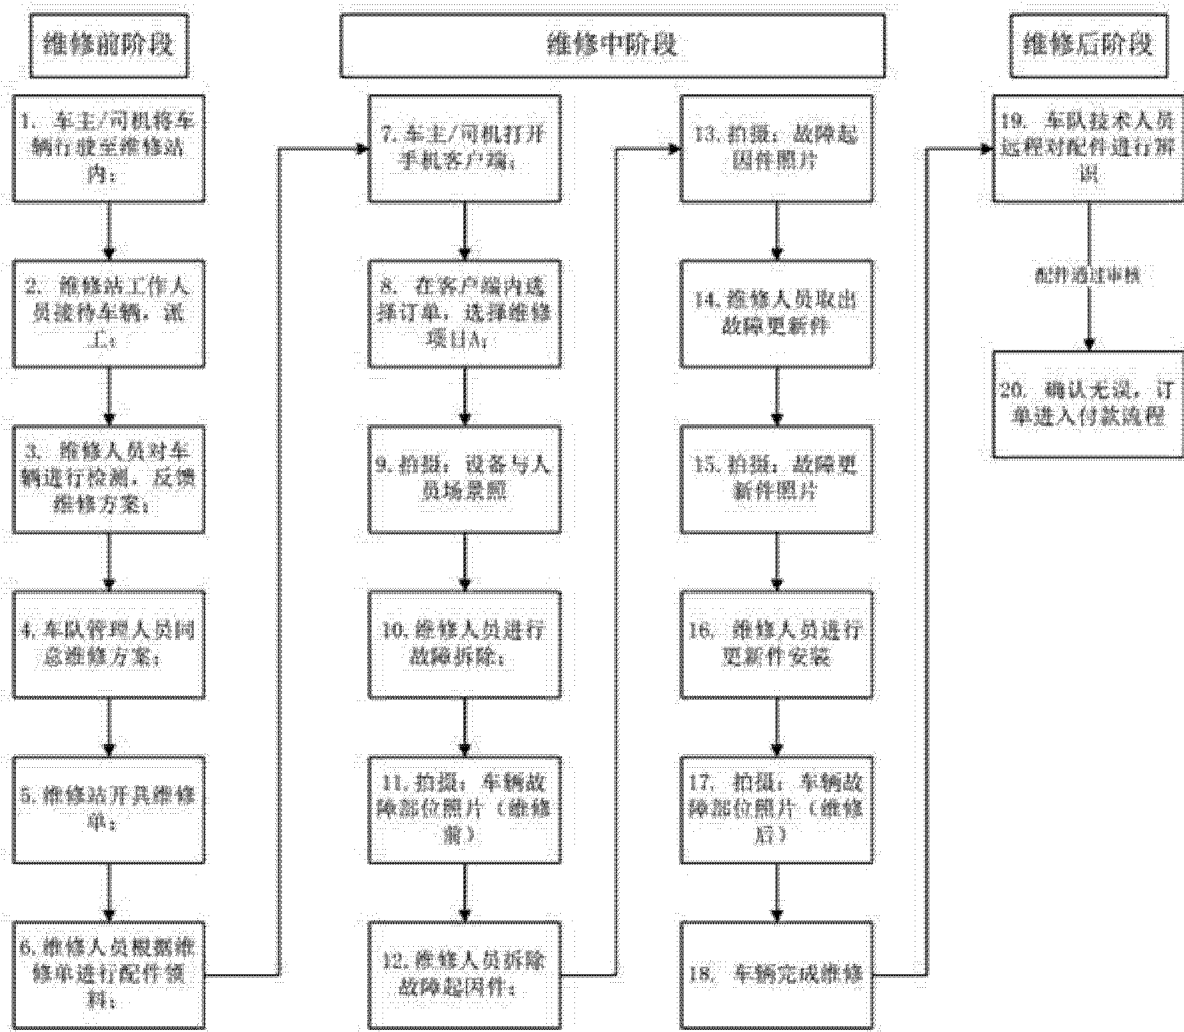 维修前阶段
1. 车主/司机将车
辆行驶至维修站
内；
2. 维修站工作人
员接待车辆，派
工；
3. 维修人员对车
辆进行检测，反馈
维修方案；
4.车队管理人员同
总维修方案；
5.维修站开具维修
单；
6.维修人员根据维
修单进行配件领
料；
维修中阶段
7.车主/司机打开
手机客户端；
8. 在客户端内选
择订单，选择维修
项目A；
9.拍摄：设备与人
员场景照
10.维修人员进行
故障拆除；
11.拍摄：车辆故
障部位照片（维修
前）
12.维修人员拆除
故障起因件；
13.拍摄：故障起
因件照片
14.维修人员取出
故障更新件
15.拍摄：故障更
新件照片
16. 维修人员进行
更新件安装
17. 拍摄：车辆故
障部位照片（维修
后）
18. 车辆完成维修
维修后阶段
19. 车队技术人员
远程对配件进行辨
识
配件通过审核
20. 确认无误，订
单进入付款流程